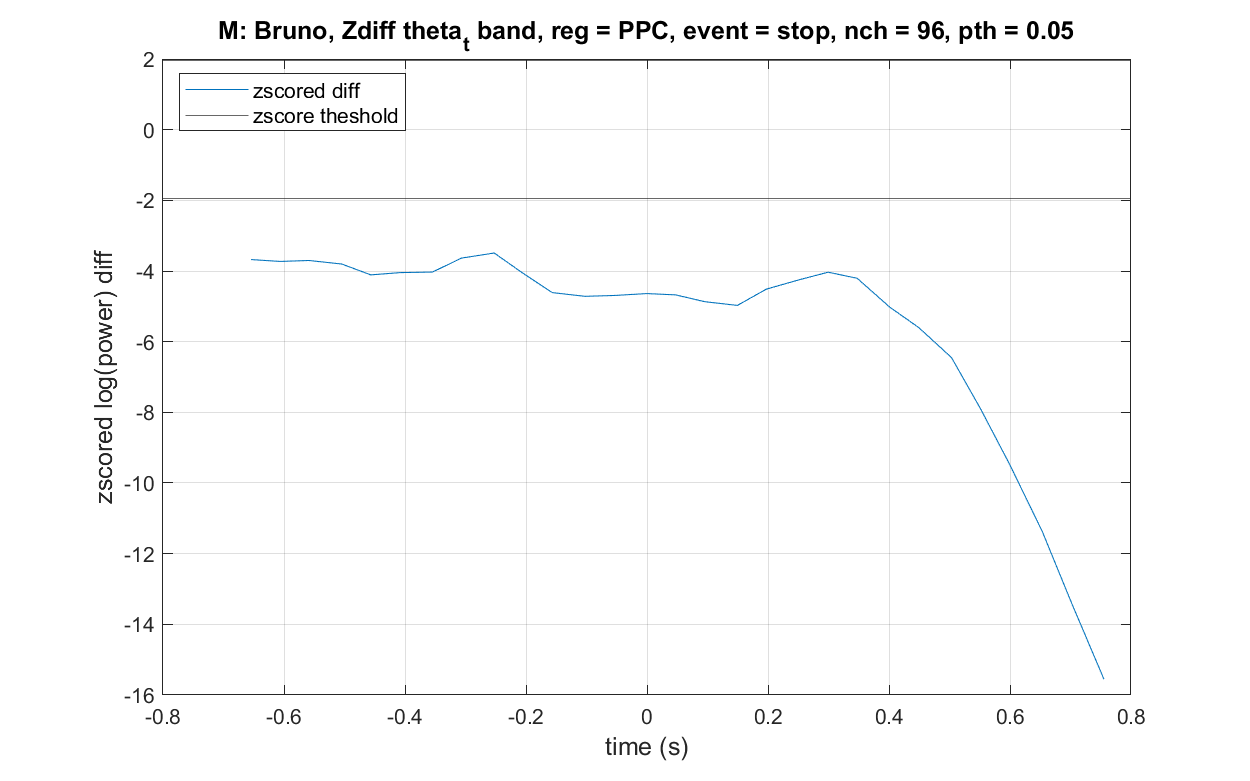 M: Bruno, Zdiff theta_t band, reg = PPC, event = stop, nch = 96, pth = 0.05
zscored diff
zscore theshold
2
0
-2
-4
-6
-8
-10
-12
-14
-16
zscored log(power) diff
-0.8 -0.6 -0.4 -0.2 0 0.2 0.4 0.6 0.8
time (s)